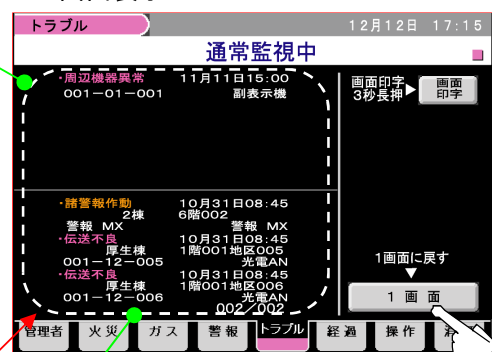 トラブル
12月12日 17:15
通常監視中
・周辺機器異常 11月11日15:00
001-01-001 副表示機
画面印字
3秒長押
画面
印字
・諸警報作動 10月31日08:45
2棟 6階002
警報 MX 警報 MX
・伝送不良 10月31日08:45
厚生棟 1階001地区005
001-12-005 光電AN
・伝送不良 10月31日08:45
厚生棟 1階001地区006
001-12-006 光電AN
002/002
1画面に戻す
1 画 面
管理者 火 災 ガ ス 警 報 トラブル 経 過 操 作